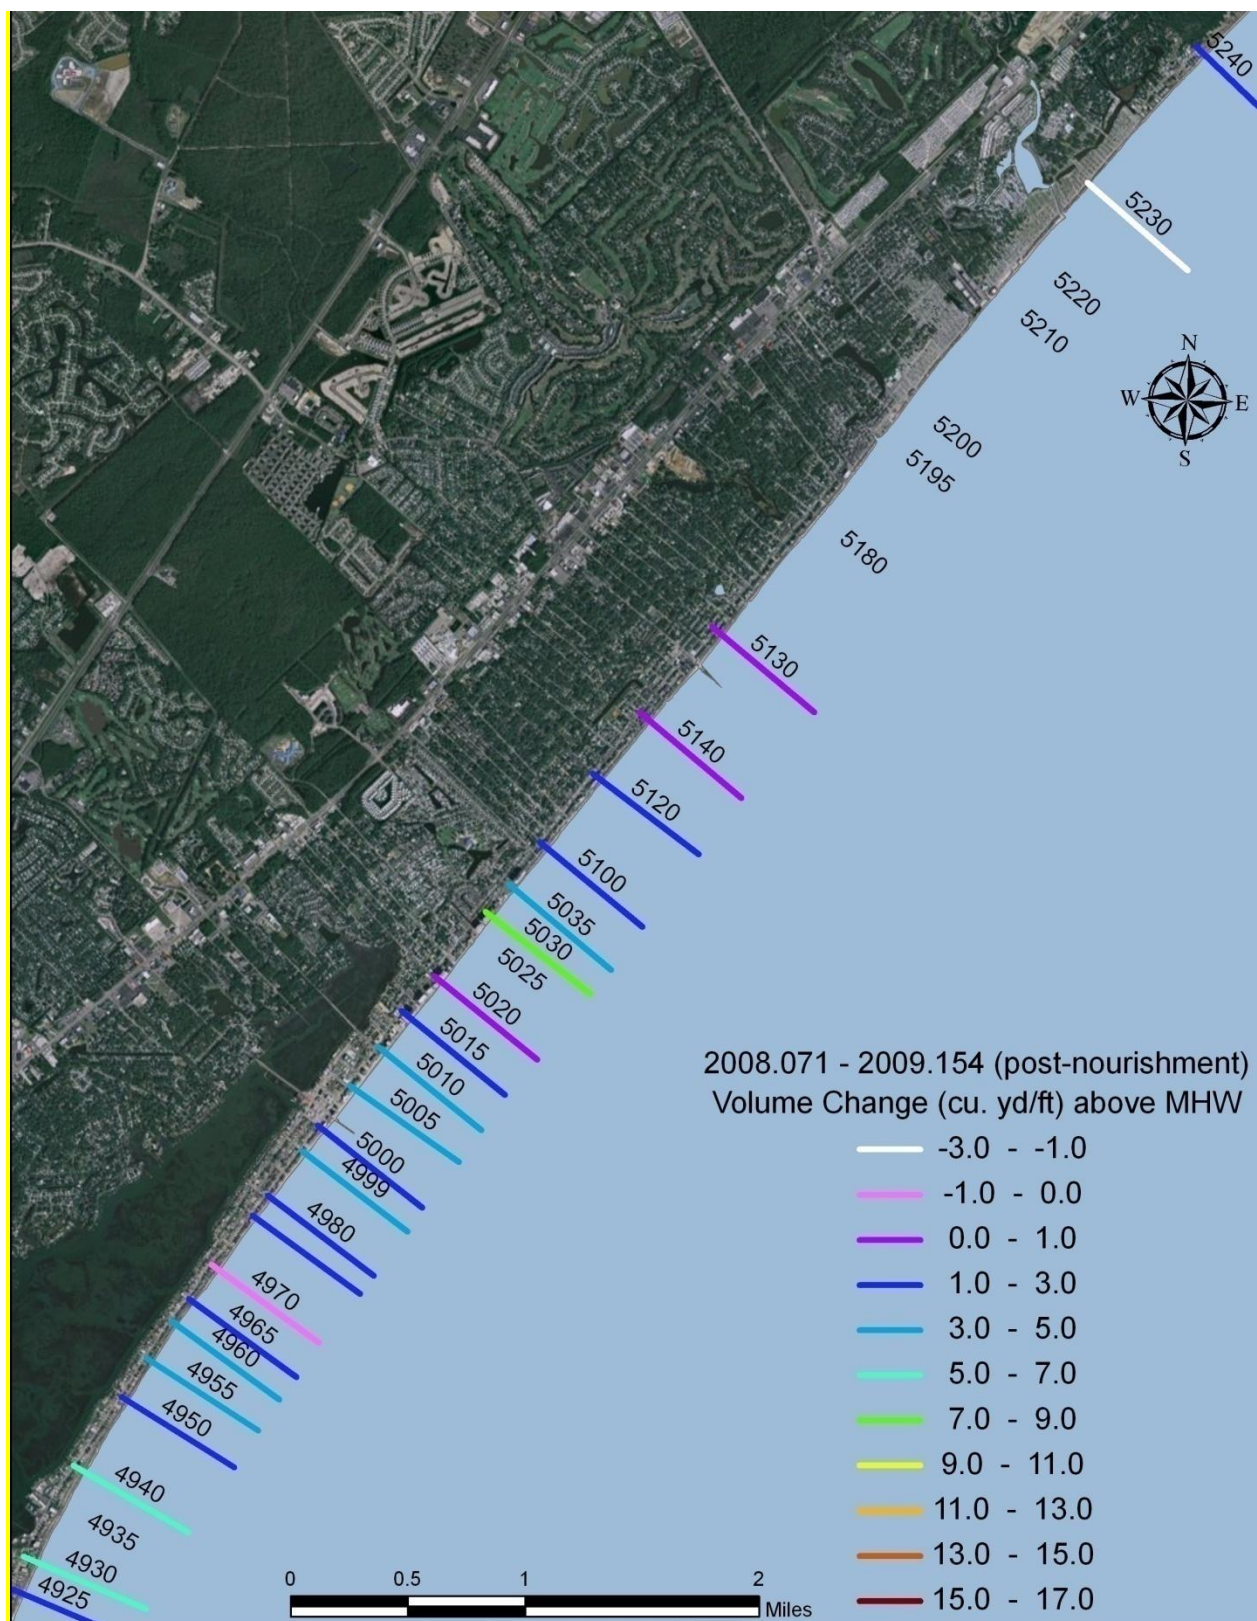 5240
5230
5220
5210
N
W E
S
5200
5195
5180
5130
5140
5120
5100
5035
5030
5025
5020
5015
5010
5005
5000
4999
4980
4970
4965
4960
4955
4950
4940
4935
4930
4925
2008.071 - 2009.154 (post-nourishment)
Volume Change (cu. yd/ft) above MHW
-3.0 - -1.0
-1.0 - 0.0
0.0 - 1.0
1.0 - 3.0
3.0 - 5.0
5.0 - 7.0
7.0 - 9.0
9.0 - 11.0
11.0 - 13.0
13.0 - 15.0
15.0 - 17.0
0 0.5 1 2
Miles